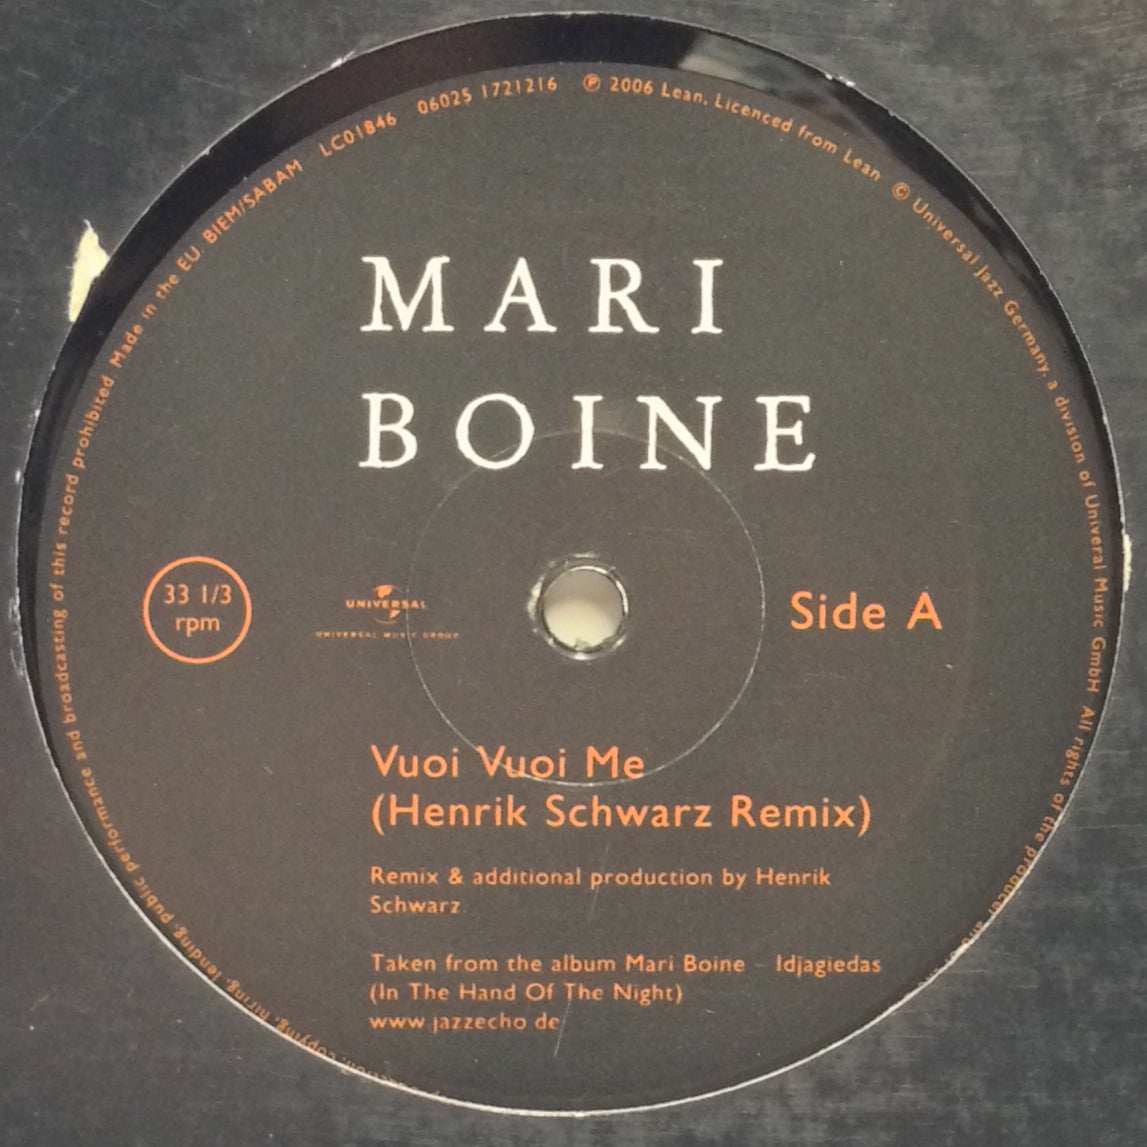 MARI
BOINE
33 1/3
rpm
UNIVERSAL
UNIVERSAL MUSIC GROUP
Side A
Vuoi Vuoi Me
(Henrik Schwarz Remix)
Remix & additional production by Henrik
Schwarz.
Taken from the album Mari Boine – Idjagiedas
(In The Hand Of The Night)
www.jazzecho.de
℗ 2006 Lean, Licenced from Lean © Universal Jazz Germany, a division of Univeral Music GmbH All rights of the producer
copying, hiring, lending, public performance and broadcasting of this record prohibited. Made in the EU. BIEM/SABAM LC01846 06025 1721216